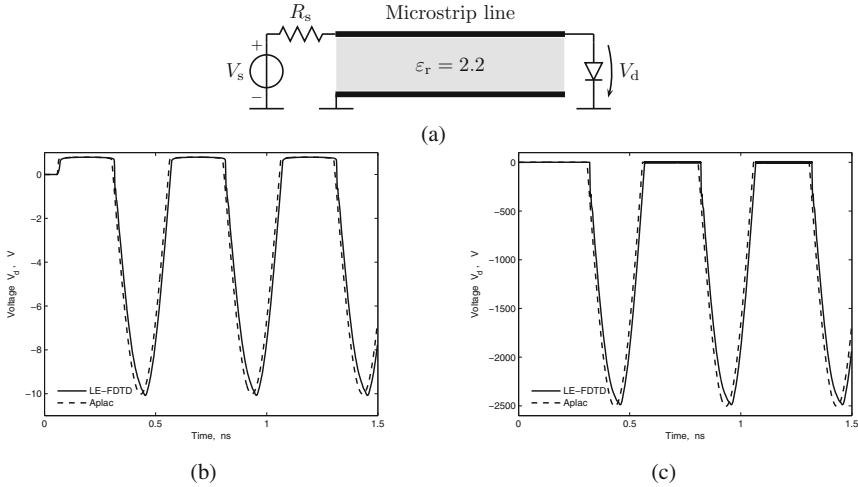 Microstrip line
R_s
+
V_s
−
ε_r = 2.2
V_d
(a)
0
−2
−4
−6
−8
−10
0
0.5
1
1.5
Voltage V_d, V
Time, ns
LE−FDTD
Aplac
(b)
0
−500
−1000
−1500
−2000
−2500
0
0.5
1
1.5
Voltage V_d, V
Time, ns
LE−FDTD
Aplac
(c)